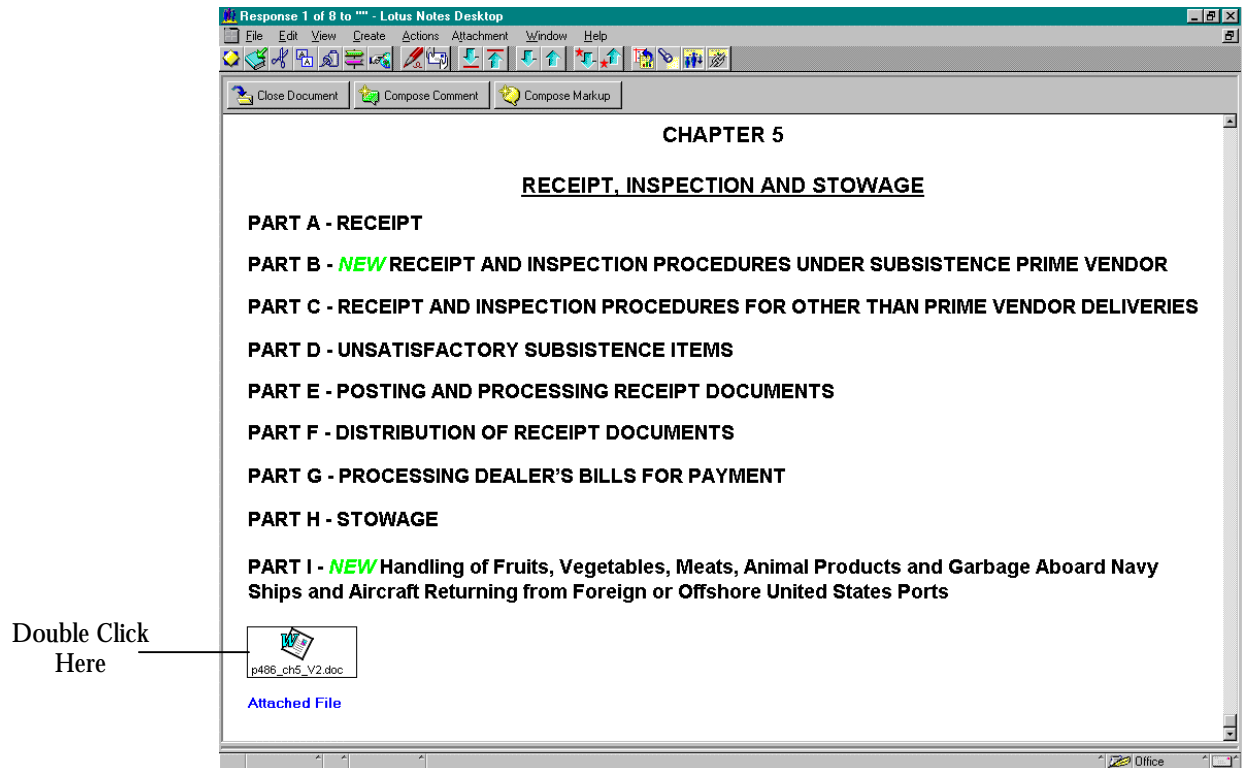 Response 1 of 8 to "" - Lotus Notes Desktop
File Edit View Create Actions Attachment Window Help
Close Document Compose Comment Compose Markup
CHAPTER 5
RECEIPT, INSPECTION AND STOWAGE
PART A - RECEIPT
PART B - NEW RECEIPT AND INSPECTION PROCEDURES UNDER SUBSISTENCE PRIME VENDOR
PART C - RECEIPT AND INSPECTION PROCEDURES FOR OTHER THAN PRIME VENDOR DELIVERIES
PART D - UNSATISFACTORY SUBSISTENCE ITEMS
PART E - POSTING AND PROCESSING RECEIPT DOCUMENTS
PART F - DISTRIBUTION OF RECEIPT DOCUMENTS
PART G - PROCESSING DEALER'S BILLS FOR PAYMENT
PART H - STOWAGE
PART I - NEW Handling of Fruits, Vegetables, Meats, Animal Products and Garbage Aboard Navy
Ships and Aircraft Returning from Foreign or Offshore United States Ports
Double Click
Here
p486_ch5_V2.doc
Attached File
Office